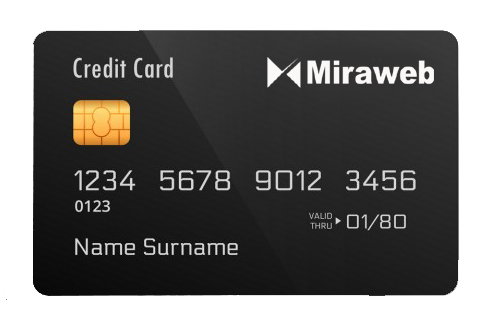 Credit Card
Miraweb
1234 5678 9012 3456
0123
VALID
THRU
01/80
Name Surname